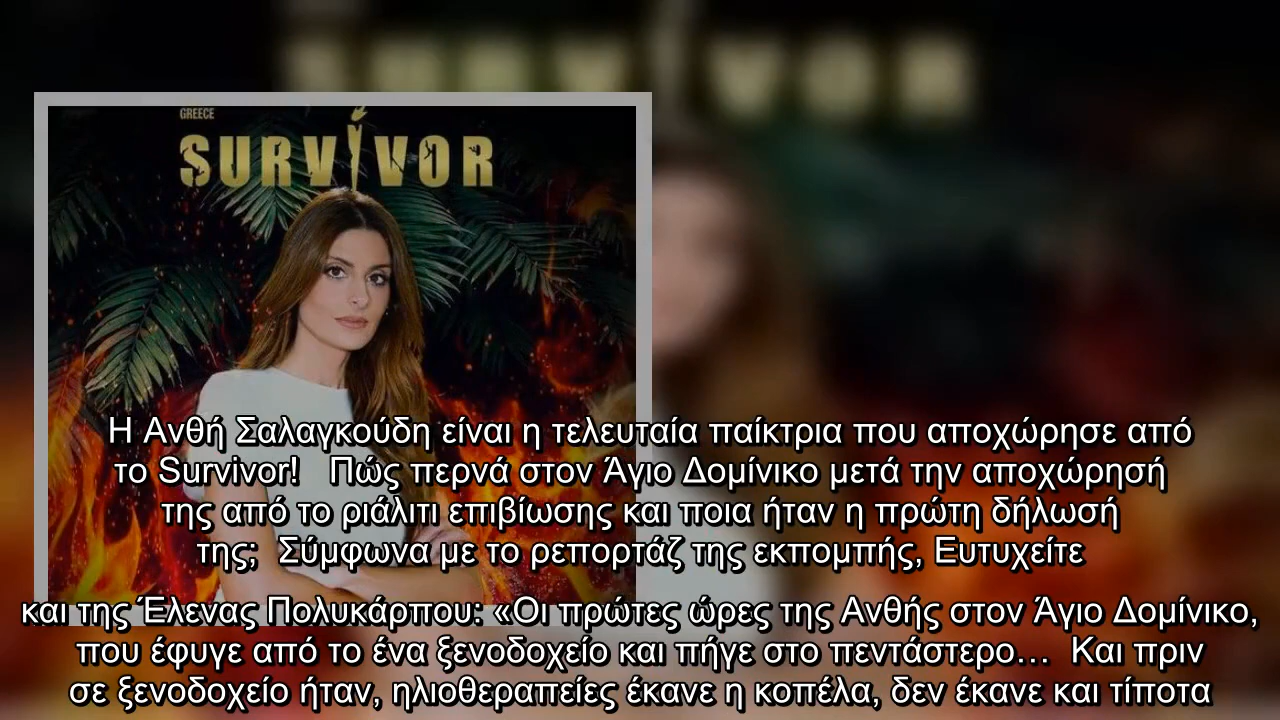 GREECE
SURVIVOR
SURVIVOR
Η Ανθή Σαλαγκούδη είναι η τελευταία παίκτρια που αποχώρησε από
το Survivor!   Πώς περνά στον Άγιο Δομίνικο μετά την αποχώρησή
της από το ριάλιτι επιβίωσης και ποια ήταν η πρώτη δήλωσή
της;  Σύμφωνα με το ρεπορτάζ της εκπομπής, Ευτυχείτε
και της Έλενας Πολυκάρπου: «Οι πρώτες ώρες της Ανθής στον Άγιο Δομίνικο,
που έφυγε από το ένα ξενοδοχείο και πήγε στο πεντάστερο…  Και πριν
σε ξενοδοχείο ήταν, ηλιοθεραπείες έκανε η κοπέλα, δεν έκανε και τίποτα